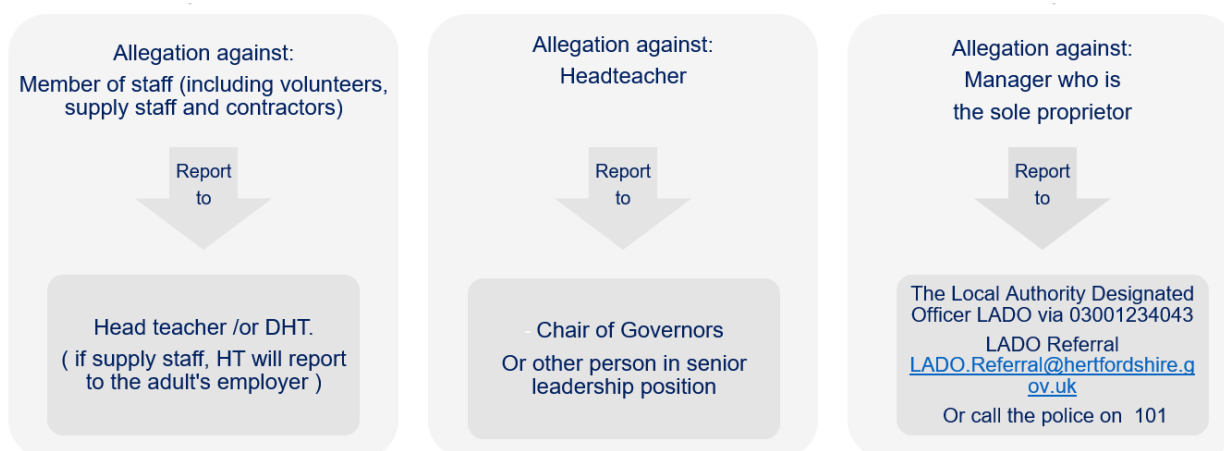 Allegation against:
Member of staff (including volunteers,
supply staff and contractors)
Report
to
Head teacher /or DHT.
( if supply staff, HT will report
to the adult's employer )
Allegation against:
Headteacher
Report
to
- Chair of Governors
Or other person in senior
leadership position
Allegation against:
Manager who is
the sole proprietor
Report
to
The Local Authority Designated
Officer LADO via 03001234043
LADO Referral
LADO.Referral@hertfordshire.g
ov.uk
Or call the police on  101